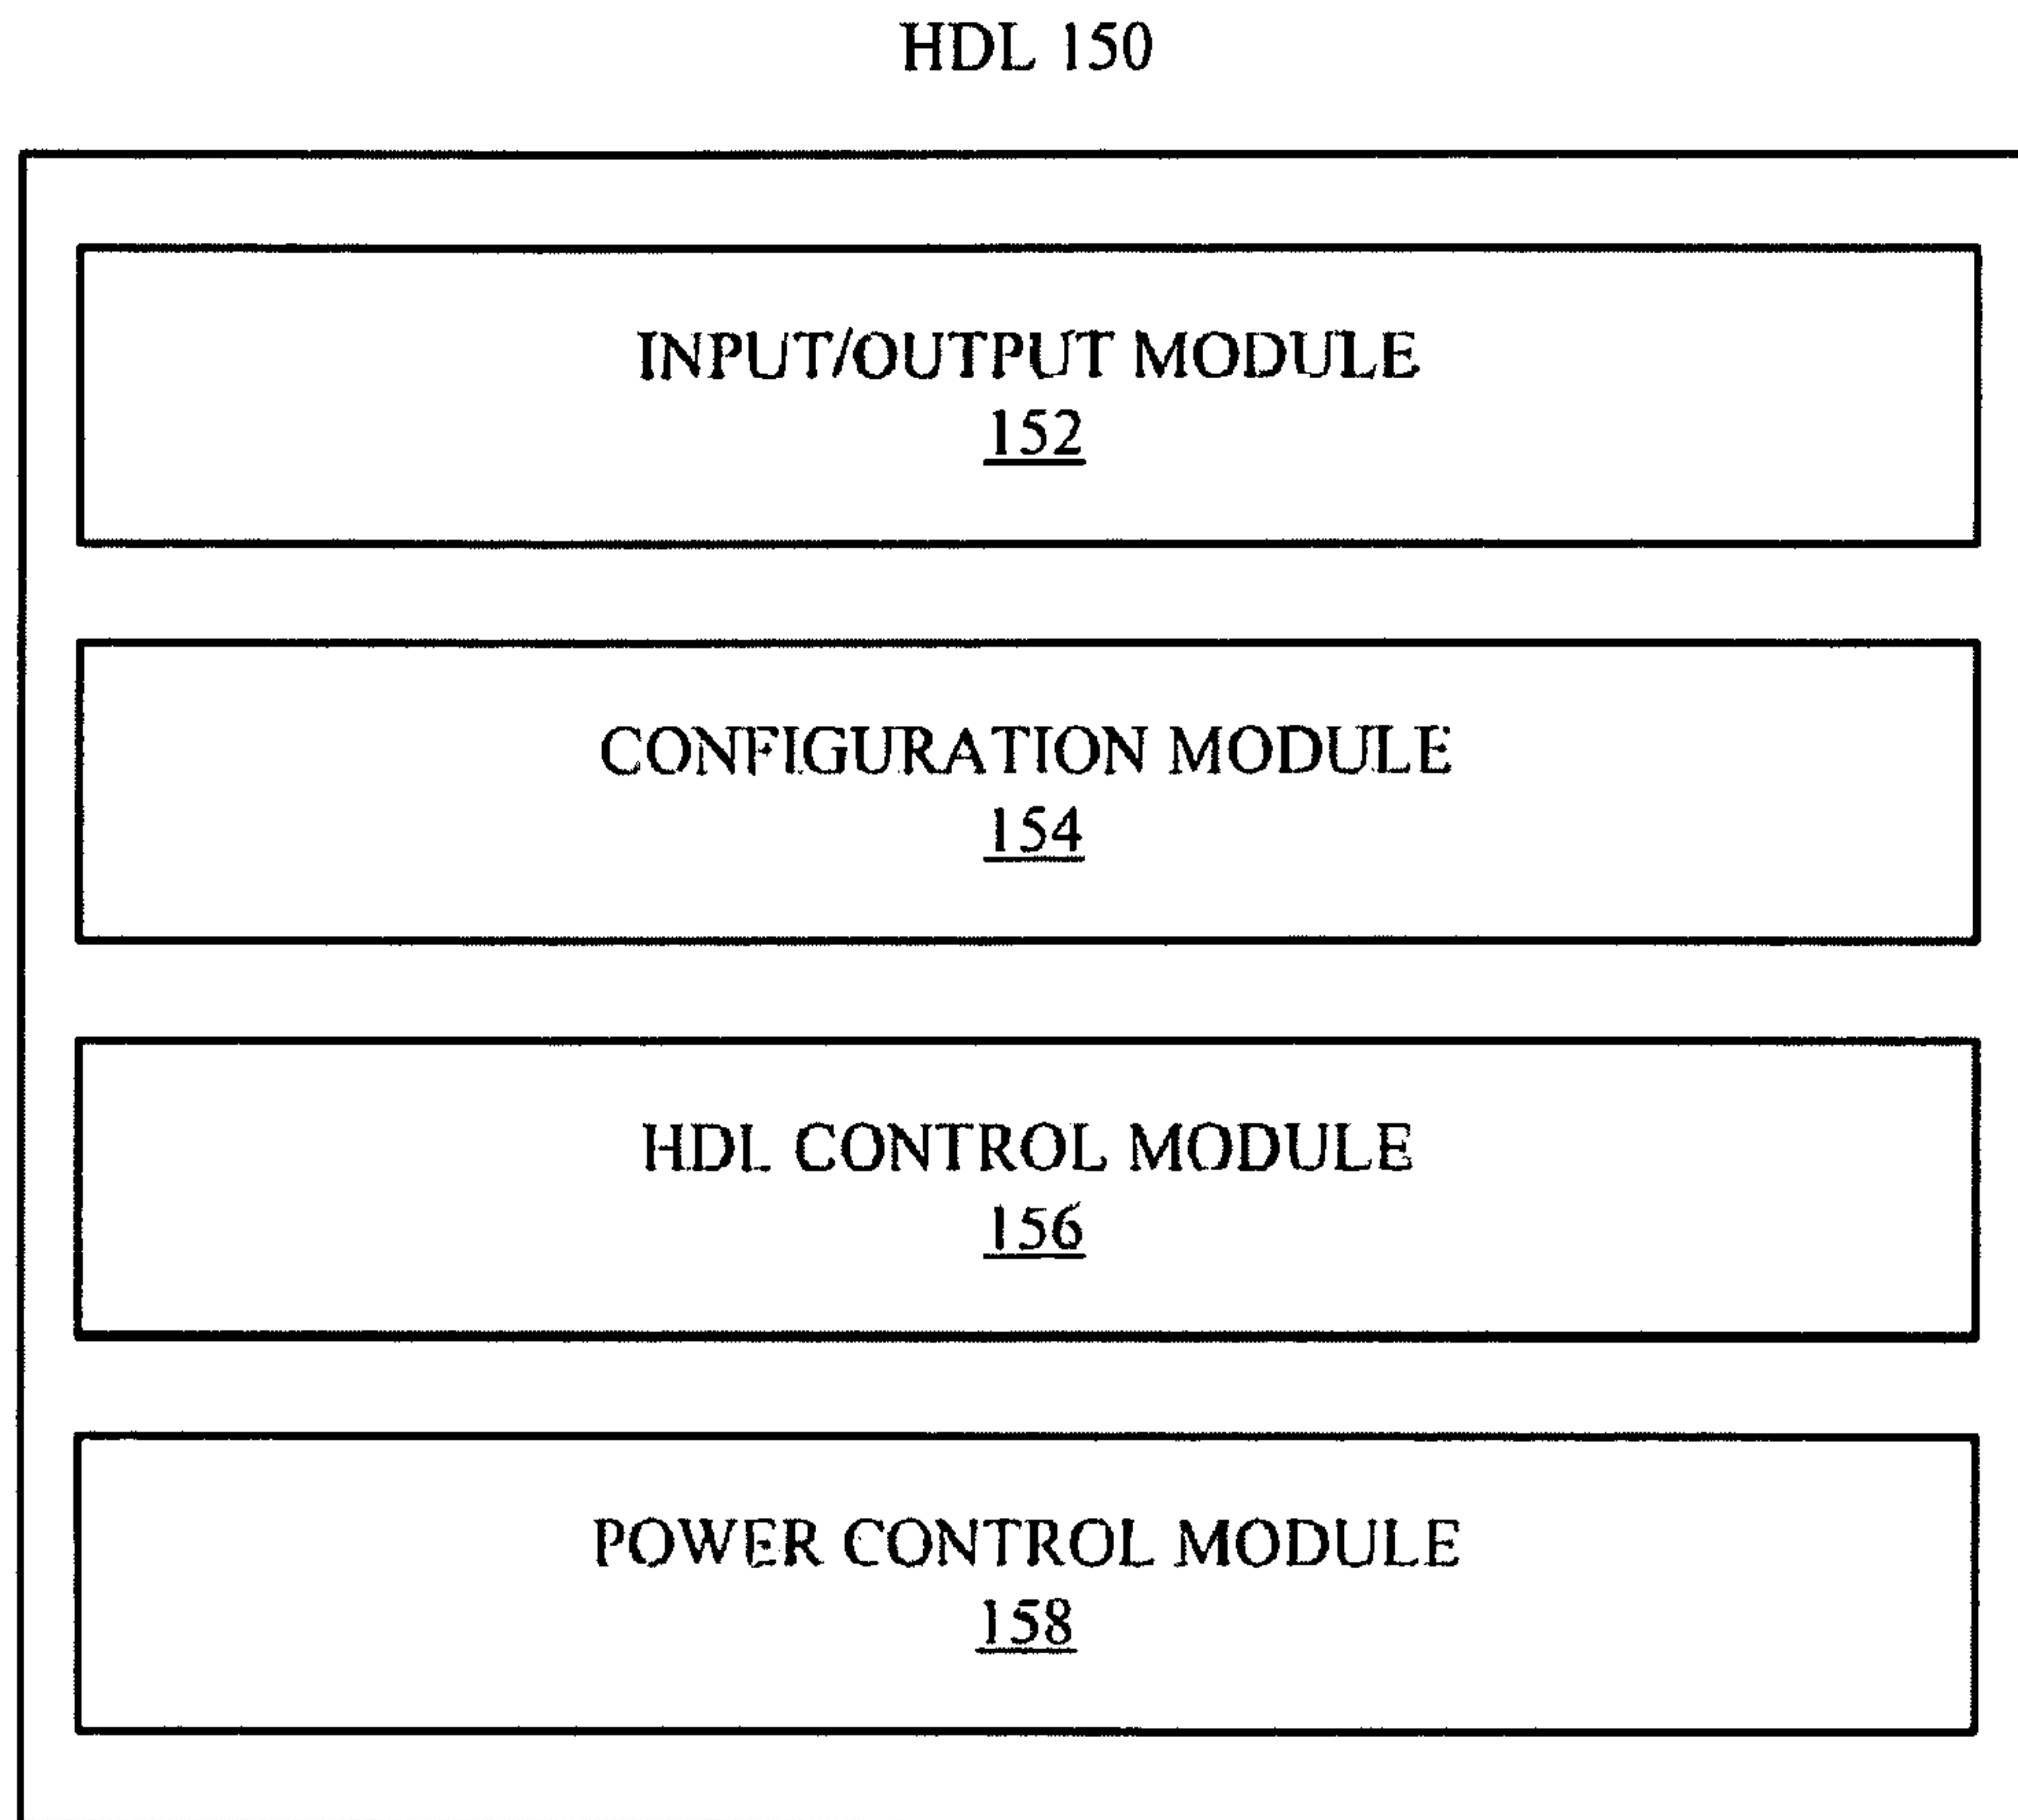 HDL 150
INPUT/OUTPUT MODULE
152
CONFIGURATION MODULE
154
HDL CONTROL MODULE
156
POWER CONTROL MODULE
158